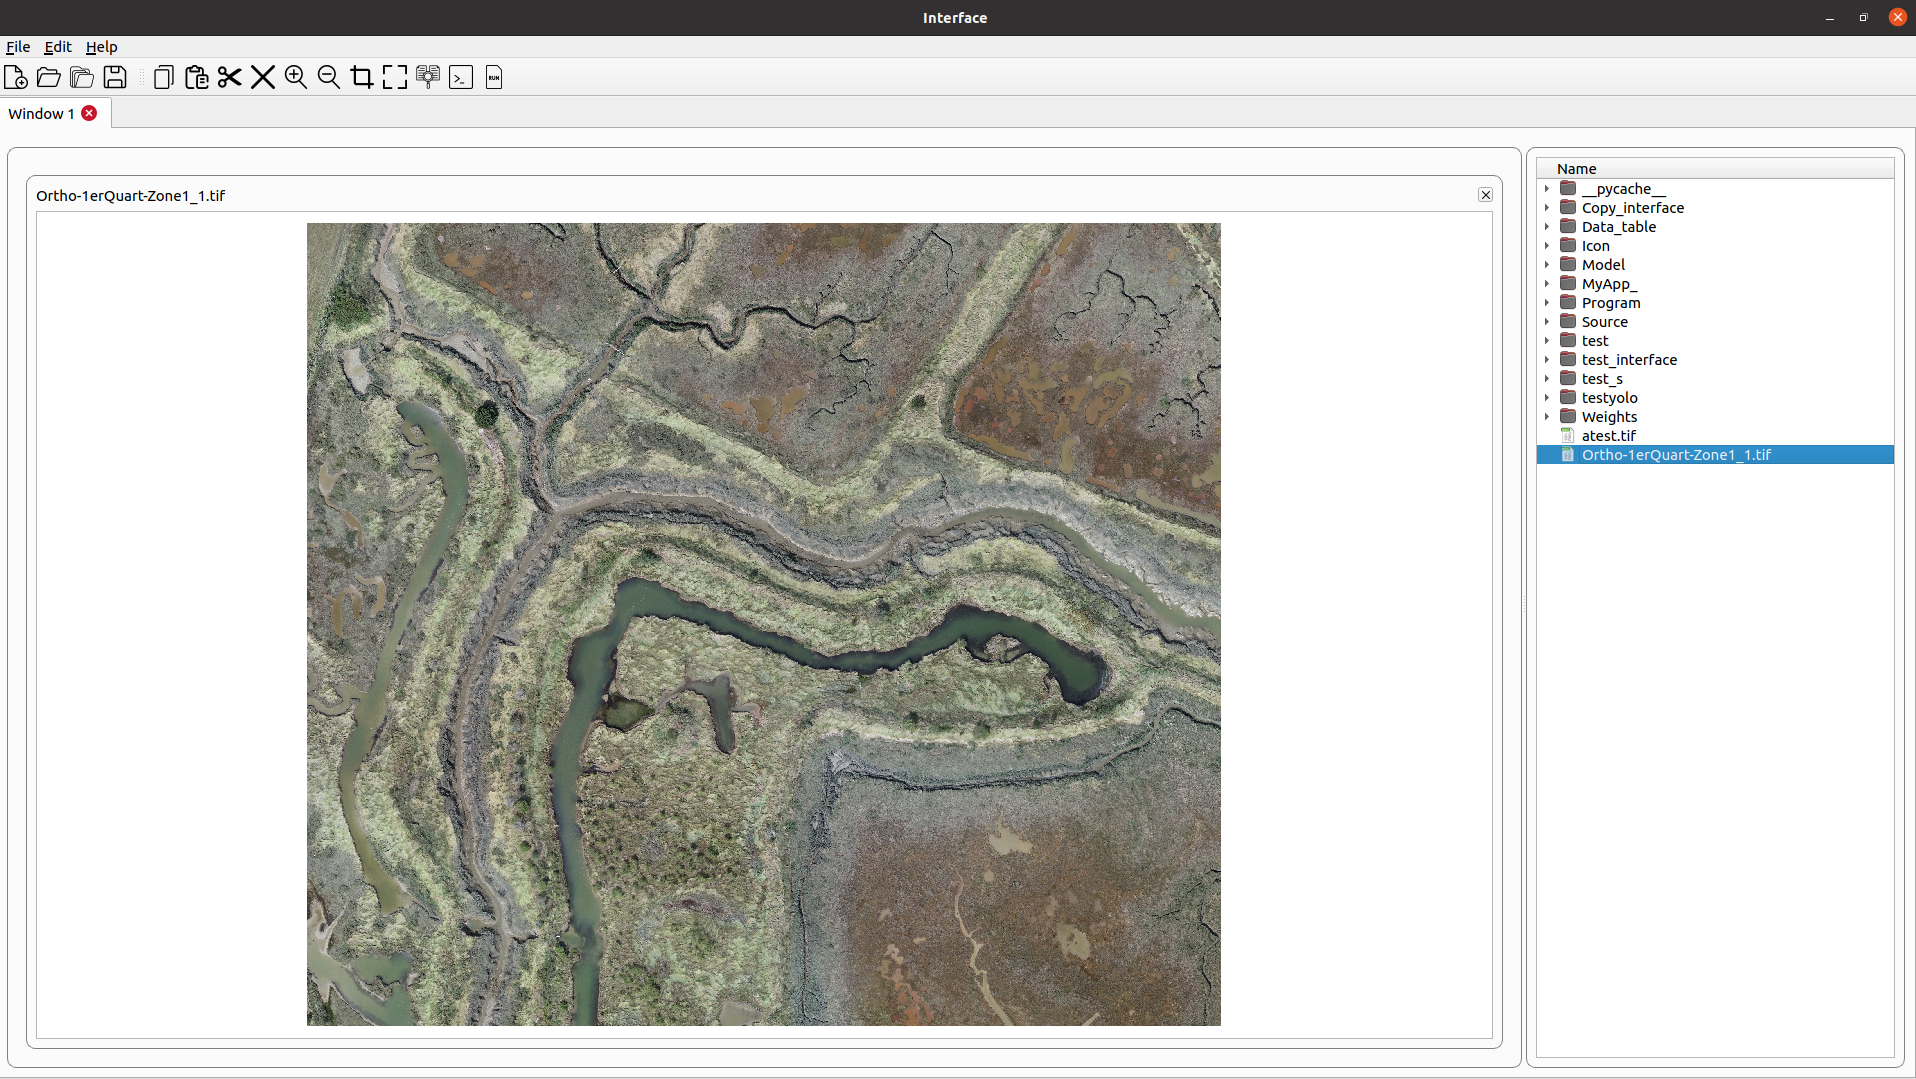 Interface
File Edit Help
RUN
Window 1
Ortho-1erQuart-Zone1_1.tif
Name
__pycache__
Copy_interface
Data_table
Icon
Model
MyApp_
Program
Source
test
test_interface
test_s
testyolo
Weights
atest.tif
Ortho-1erQuart-Zone1_1.tif